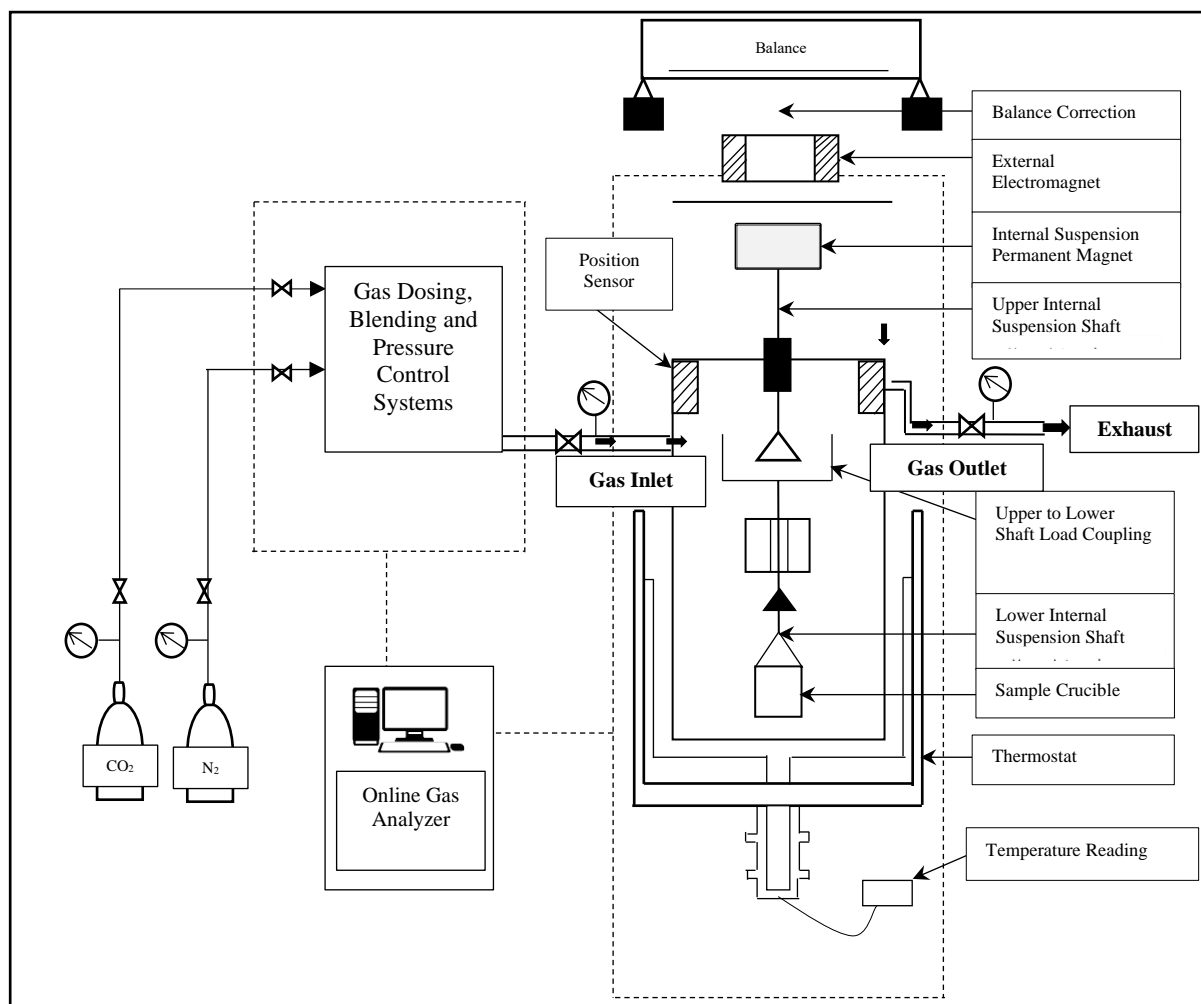 Balance
Balance Correction
External
Electromagnet
Internal Suspension
Permanent Magnet
Upper Internal
Suspension Shaft
Position
Sensor
Gas Dosing,
Blending and
Pressure
Control
Systems
Gas Inlet
Gas Outlet
Exhaust
Upper to Lower
Shaft Load Coupling
Lower Internal
Suspension Shaft
Sample Crucible
Thermostat
Temperature Reading
CO₂
N₂
Online Gas
Analyzer